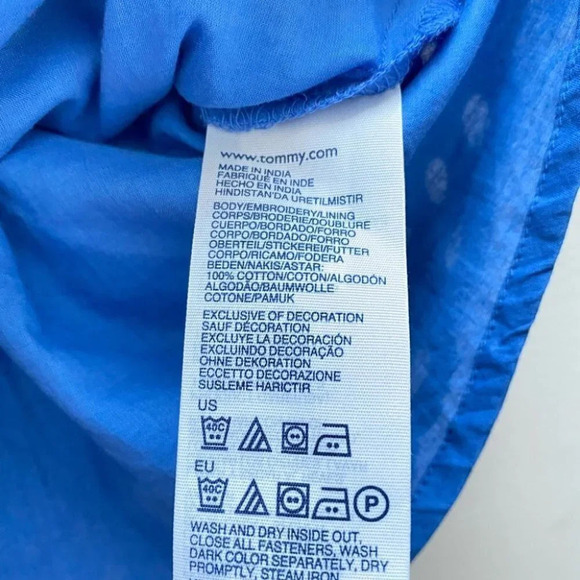 www.tommy.com
MADE IN INDIA
FABRIQUÉ EN INDE
HECHO EN INDIA
HINDISTAN'DA URETILMISTIR
BODY/EMBROIDERY/LINING
CORPS/BRODERIE/DOUBLURE
CUERPO/BORDADO/FORRO
CORPO/BORDADO/FORRO
OBERTEIL/STICKEREI/FUTTER
CORPO/RICAMO/FODERA
BEDEN/NAKIS/ASTAR:
100% COTTON/COTON/ALGODÓN
ALGODÃO/BAUMWOLLE
COTONE/PAMUK
EXCLUSIVE OF DECORATION
SAUF DÉCORATION
EXCLUYE LA DECORACIÓN
EXCLUINDO DECORAÇÃO
OHNE DEKORATION
ECCETTO DECORAZIONE
SUSLEME HARICTIR
US
40C
EU
40C P
WASH AND DRY INSIDE OUT,
CLOSE ALL FASTENERS, WASH
DARK COLOR SEPARATELY, DRY
PROMPTLY, STEAM IRON